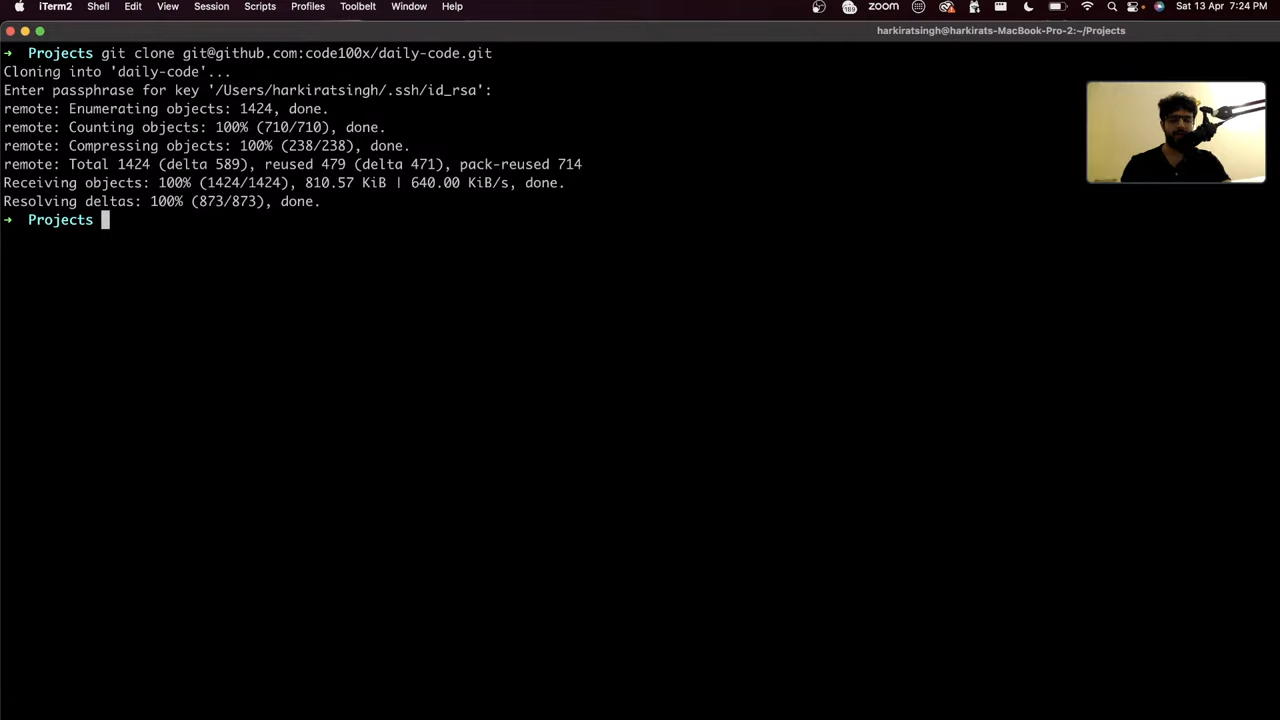 iTerm2 Shell Edit View Session Scripts Profiles Toolbelt Window Help zoom Sat 13 Apr 7:24 PM
harkiratsingh@harkirats-MacBook-Pro-2:~/Projects
➜ Projects git clone git@github.com:code100x/daily-code.git
Cloning into 'daily-code'...
Enter passphrase for key '/Users/harkiratsingh/.ssh/id_rsa':
remote: Enumerating objects: 1424, done.
remote: Counting objects: 100% (710/710), done.
remote: Compressing objects: 100% (238/238), done.
remote: Total 1424 (delta 589), reused 479 (delta 471), pack-reused 714
Receiving objects: 100% (1424/1424), 810.57 KiB | 640.00 KiB/s, done.
Resolving deltas: 100% (873/873), done.
➜ Projects